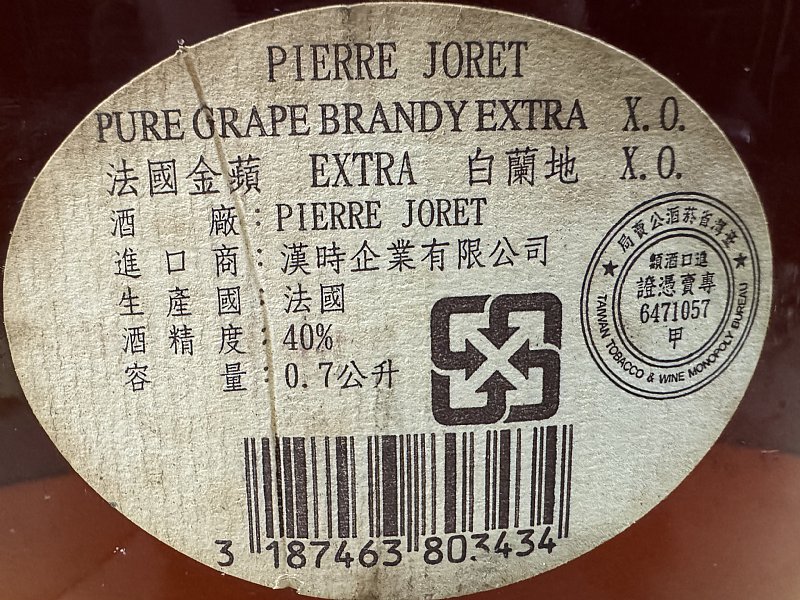 PIERRE JORET
PURE GRAPE BRANDY EXTRA X.O.
法國金蘋 EXTRA 白蘭地 X.O.
酒廠：PIERRE JORET
進口商：漢時企業有限公司
生產國：法國
酒精度：40%
容量：0.7公升
局賣公酒菸省灣臺
類酒口進
證憑賣專
6471057
甲
TAIWAN TOBACCO & WINE MONOPOLY BUREAU
3 187463 803434